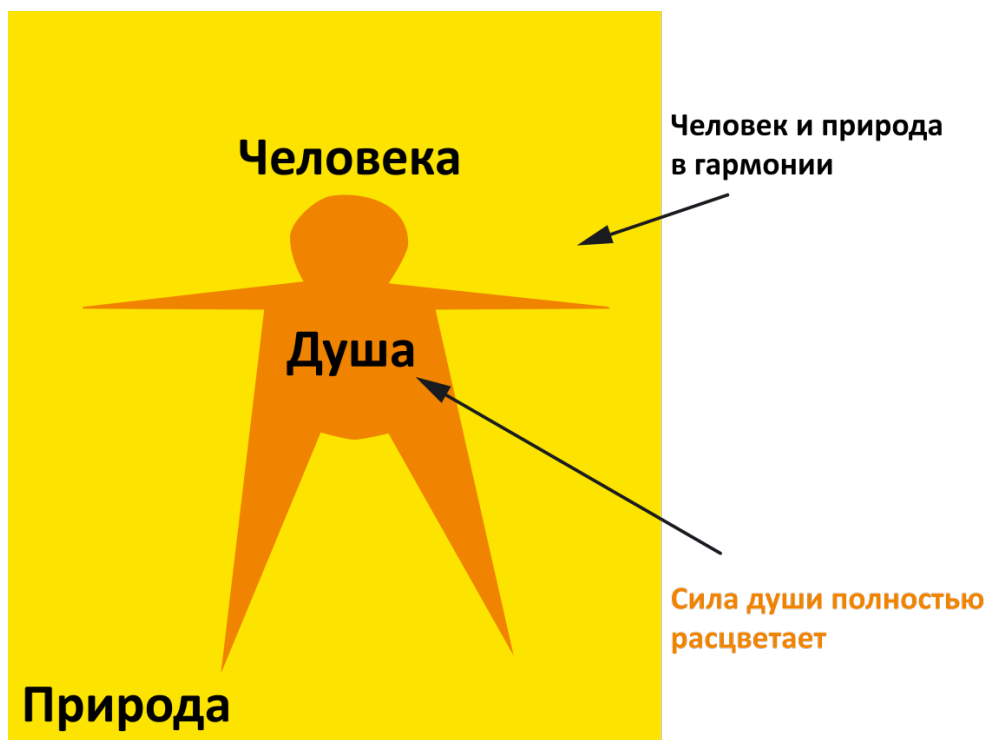 Человека
Человек и природа
в гармонии
Душа
Сила души полностью
расцветает
Природа